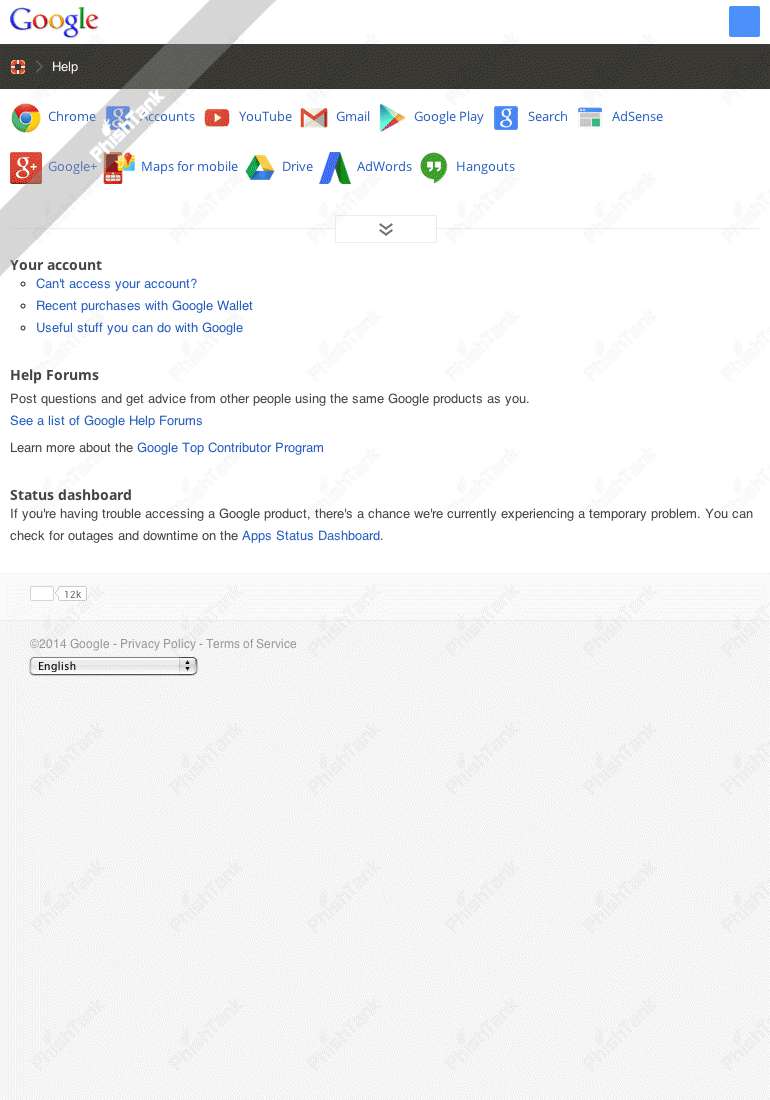 Google
Help
Chrome Accounts YouTube Gmail Google Play Search AdSense
Google+ Maps for mobile Drive AdWords Hangouts
Your account
Can't access your account?
Recent purchases with Google Wallet
Useful stuff you can do with Google
Help Forums
Post questions and get advice from other people using the same Google products as you.
See a list of Google Help Forums
Learn more about the Google Top Contributor Program
Status dashboard
If you're having trouble accessing a Google product, there's a chance we're currently experiencing a temporary problem. You can
check for outages and downtime on the Apps Status Dashboard.
12k
©2014 Google - Privacy Policy - Terms of Service
English
PhishTank